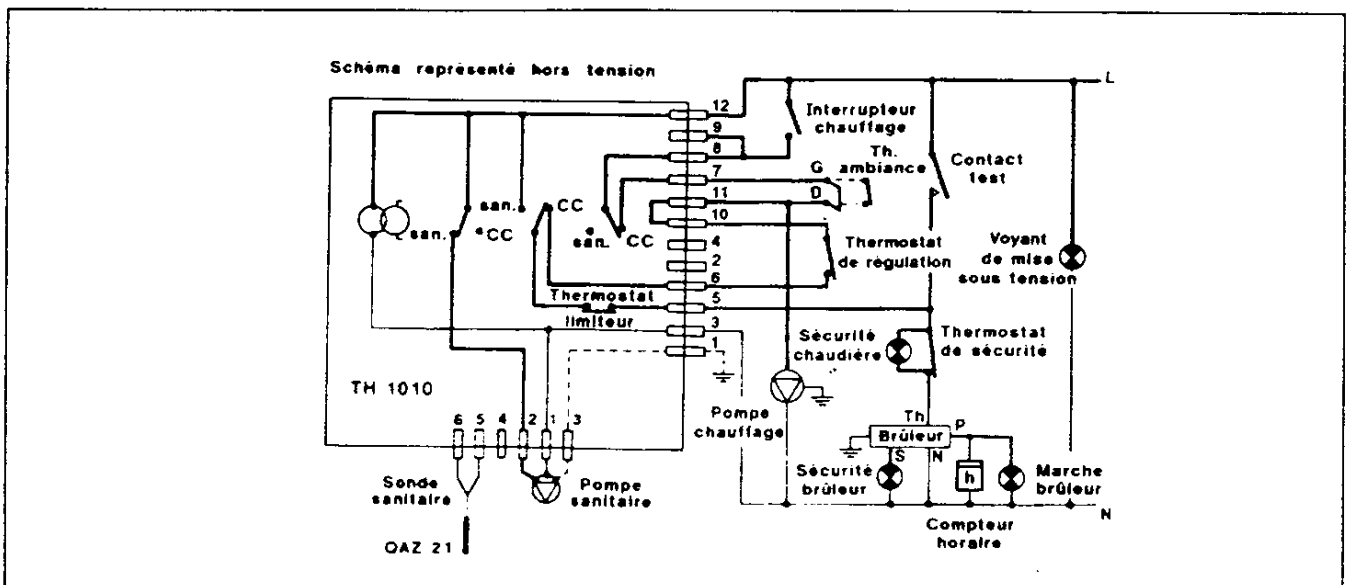 Schéma représenté hors tension
L
12
9
8
7
11
10
4
2
6
5
3
1
Interrupteur
chauffage
Th.
ambiance
G
D
Contact
test
san.
CC
san.
CC
san.
CC
Thermostat
de régulation
Voyant
de mise
sous tension
Thermostat
limiteur
Sécurité
chaudière
Thermostat
de sécurité
TH 1010
6 5 4 2 1 3
Pompe
chauffage
Th
P
Brûleur
S
N
Sonde
sanitaire
Pompe
sanitaire
Sécurité
brûleur
h
Marche
brûleur
N
Compteur
horaire
QAZ 21